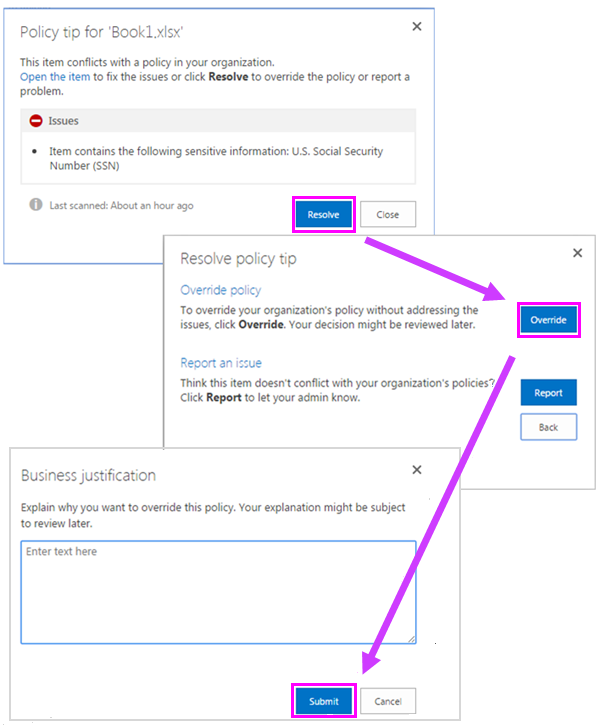 Policy tip for 'Book1.xlsx'
This item conflicts with a policy in your organization.
Open the item to fix the issues or click Resolve to override the policy or report a
problem.
Issues
Item contains the following sensitive information: U.S. Social Security
Number (SSN)
Last scanned: About an hour ago
Resolve
Close
Resolve policy tip
Override policy
To override your organization's policy without addressing the
issues, click Override. Your decision might be reviewed later.
Override
Report an issue
Think this item doesn't conflict with your organization's policies?
Click Report to let your admin know.
Report
Back
Business justification
Explain why you want to override this policy. Your explanation might be subject
to review later.
Enter text here
Submit
Cancel